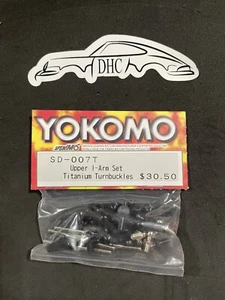 DHC
YOKOMO
SD-007T
Upper I-Arm Set
Titanium Turnbuckles $30.50